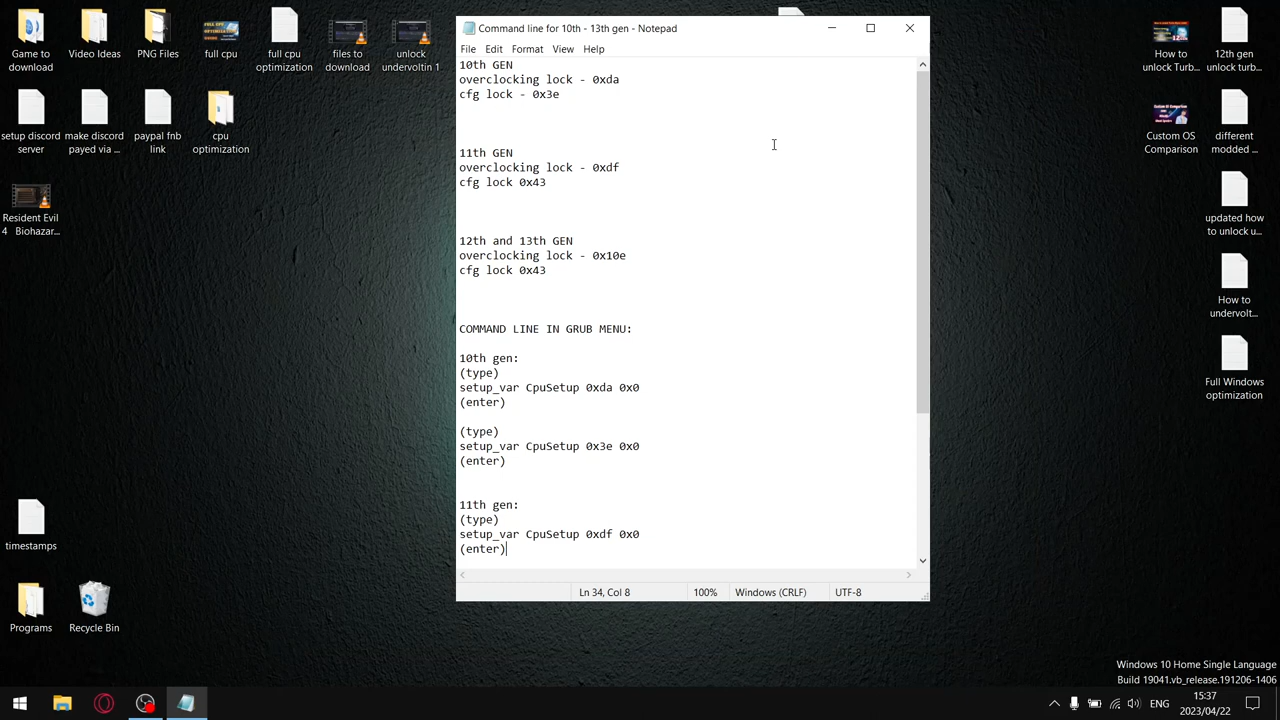 Command line for 10th - 13th gen - Notepad
File Edit Format View Help
10th GEN
overclocking lock - 0xda
cfg lock - 0x3e
11th GEN
overclocking lock - 0xdf
cfg lock 0x43
12th and 13th GEN
overclocking lock - 0x10e
cfg lock 0x43
COMMAND LINE IN GRUB MENU:
10th gen:
(type)
setup_var CpuSetup 0xda 0x0
(enter)
(type)
setup_var CpuSetup 0x3e 0x0
(enter)
11th gen:
(type)
setup_var CpuSetup 0xdf 0x0
(enter)
Ln 34, Col 8
100%
Windows (CRLF)
UTF-8
Game to
download
Video Ideas
PNG Files
full cpu
full cpu
optimization
files to
download
unlock
undervoltin 1
setup discord
server
make discord
payed via ...
paypal fnb
link
cpu
optimization
Resident Evil
4 Biohazar...
timestamps
Programs
Recycle Bin
How to
unlock Turb...
12th gen
unlock turb...
Custom OS
Comparison
different
modded ...
updated how
to unlock u...
How to
undervolt...
Full Windows
optimization
Windows 10 Home Single Language
Build 19041.vb_release.191206-1406
ENG
15:37
2023/04/22